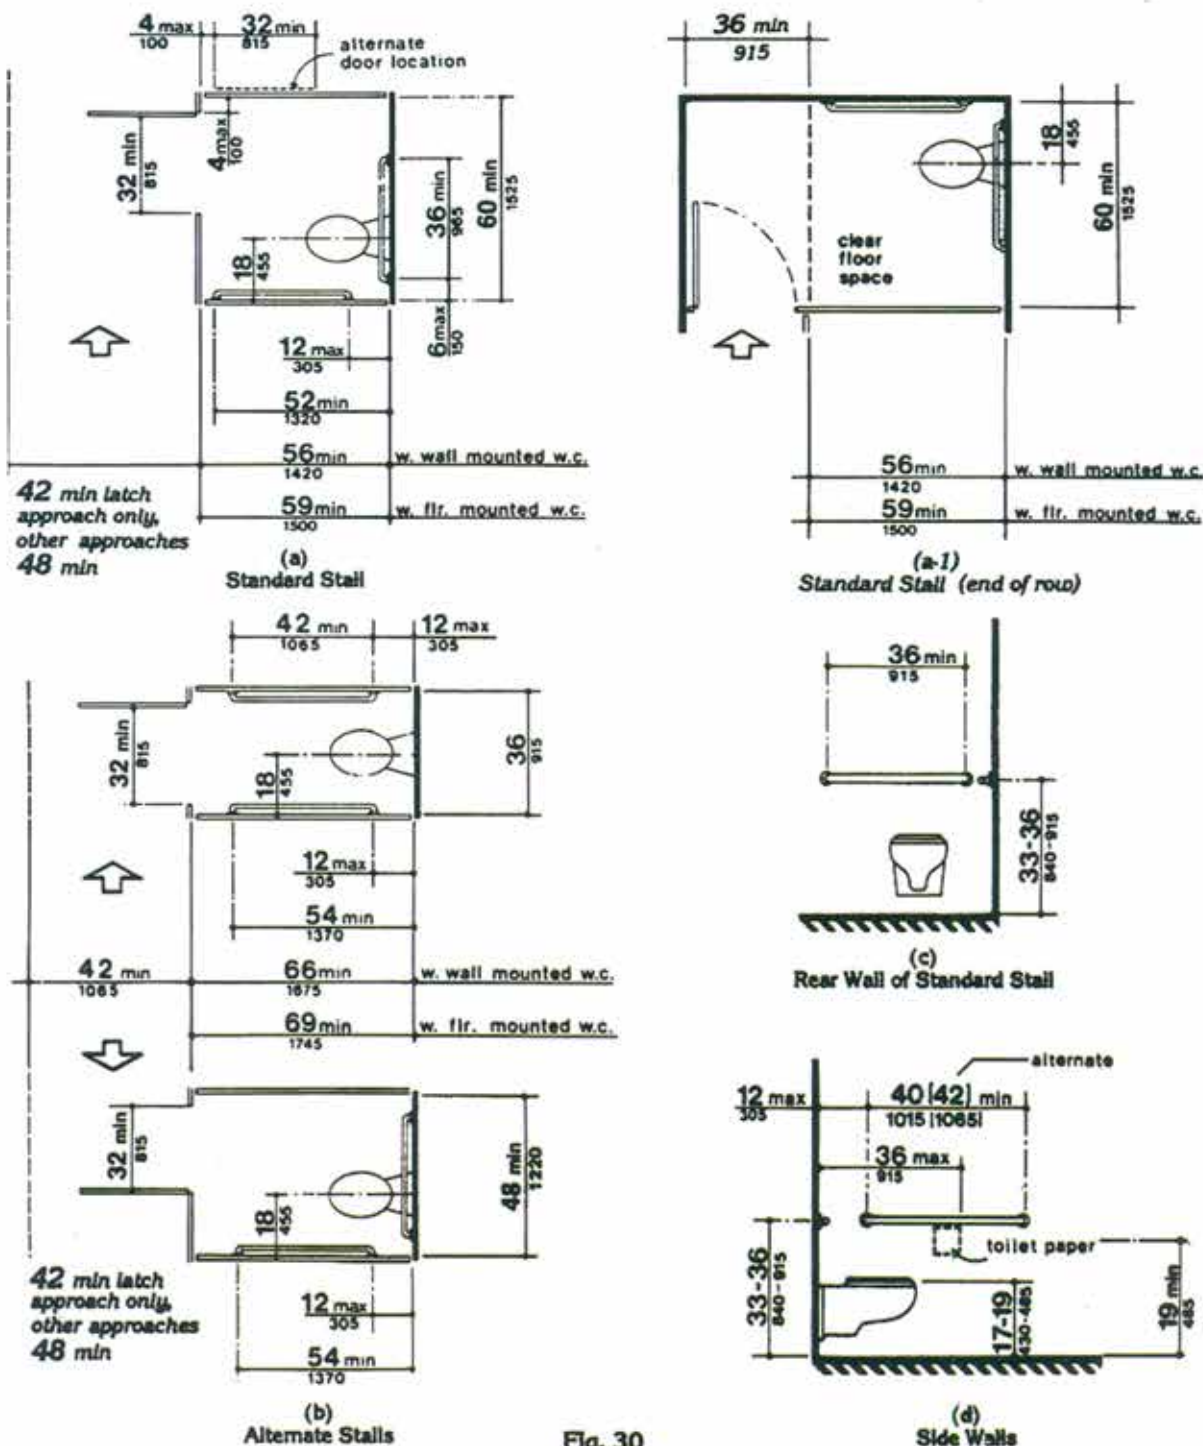 4 max
100
32 min
815
alternate
door location
32 min
815
4 max
100
18
455
36 min
965
60 min
1525
6 max
150
12 max
305
52 min
1320
56 min
1420
w. wall mounted w.c.
59 min
1500
w. flr. mounted w.c.
42 min latch
approach only,
other approaches
48 min
(a)
Standard Stall
36 min
915
18
455
60 min
1525
clear
floor
space
56 min
1420
w. wall mounted w.c.
59 min
1500
w. flr. mounted w.c.
(a-1)
Standard Stall (end of row)
42 min
1065
12 max
305
32 min
815
18
455
36
915
12 max
305
54 min
1370
42 min
1065
66 min
1675
w. wall mounted w.c.
69 min
1745
w. flr. mounted w.c.
32 min
815
18
455
48 min
1220
42 min latch
approach only,
other approaches
48 min
12 max
305
54 min
1370
(b)
Alternate Stalls
36 min
915
33-36
840-915
(c)
Rear Wall of Standard Stall
alternate
12 max
305
40 [42] min
1015 [1065]
36 max
915
toilet paper
33-36
840-915
17-19
430-485
19 min
485
(d)
Side Walls
Fig. 30